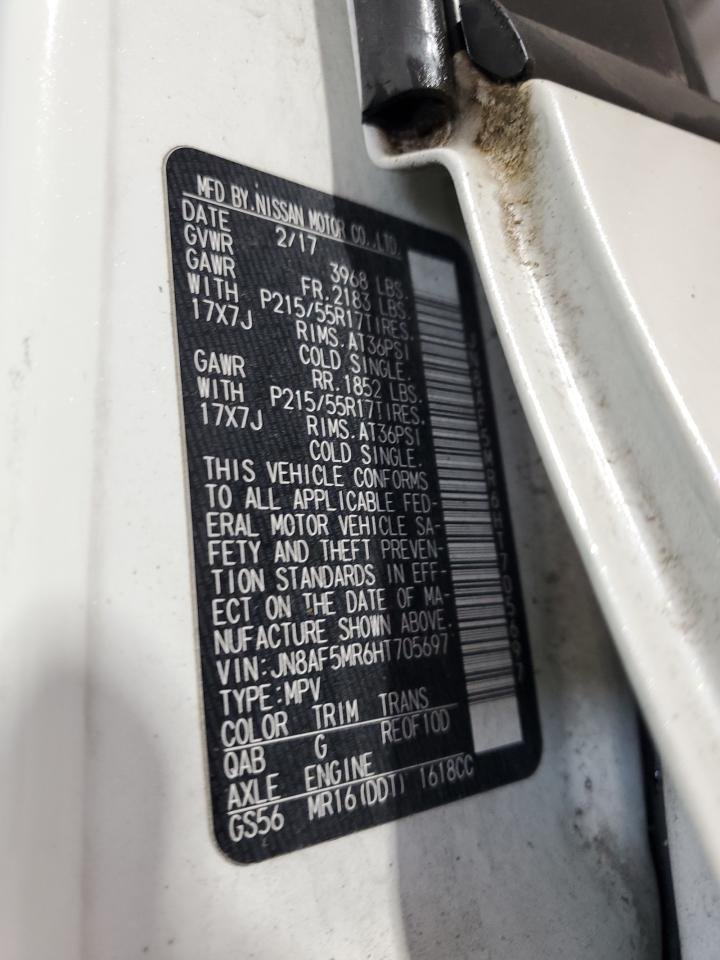 MFD BY.NISSAN MOTOR CO.,LTD.
DATE 2/17
GVWR 3968 LBS.
GAWR FR.2183 LBS.
WITH P215/55R17TIRES.
17X7J RIMS.AT36PSI
COLD SINGLE.
GAWR RR.1852 LBS.
WITH P215/55R17TIRES.
17X7J RIMS.AT36PSI
COLD SINGLE.
THIS VEHICLE CONFORMS
TO ALL APPLICABLE FED-
ERAL MOTOR VEHICLE SA-
FETY AND THEFT PREVEN-
TION STANDARDS IN EFF-
ECT ON THE DATE OF MA-
NUFACTURE SHOWN ABOVE.
VIN:JN8AF5MR6HT705697
TYPE:MPV
COLOR TRIM TRANS
QAB G RE0F10D
AXLE ENGINE
GS56 MR16(DDT) 1618CC
JN8AF5MR6HT705697